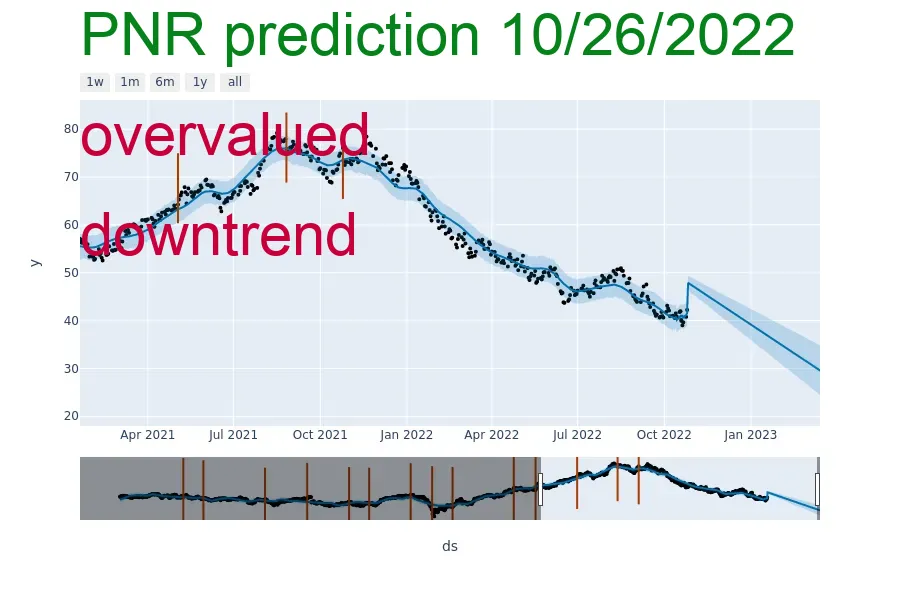 PNR prediction 10/26/2022
1w 1m 6m 1y all
overvalued
downtrend
80
70
60
50
40
30
20
y
Apr 2021 Jul 2021 Oct 2021 Jan 2022 Apr 2022 Jul 2022 Oct 2022 Jan 2023
ds